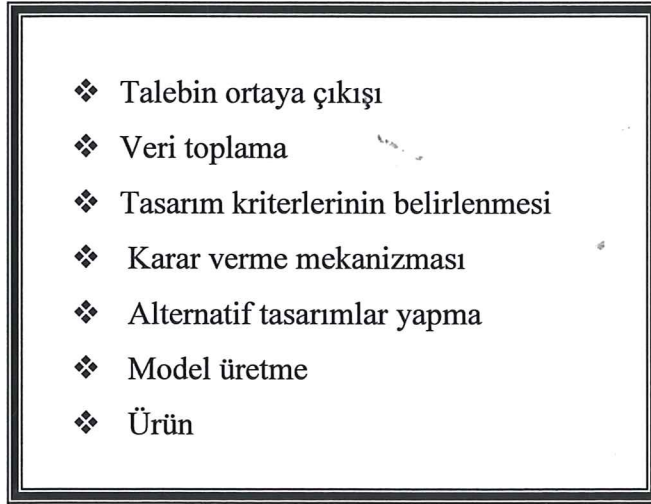 ❖ Talebin ortaya çıkışı
❖ Veri toplama
❖ Tasarım kriterlerinin belirlenmesi
❖ Karar verme mekanizması
❖ Alternatif tasarımlar yapma
❖ Model üretme
❖ Ürün